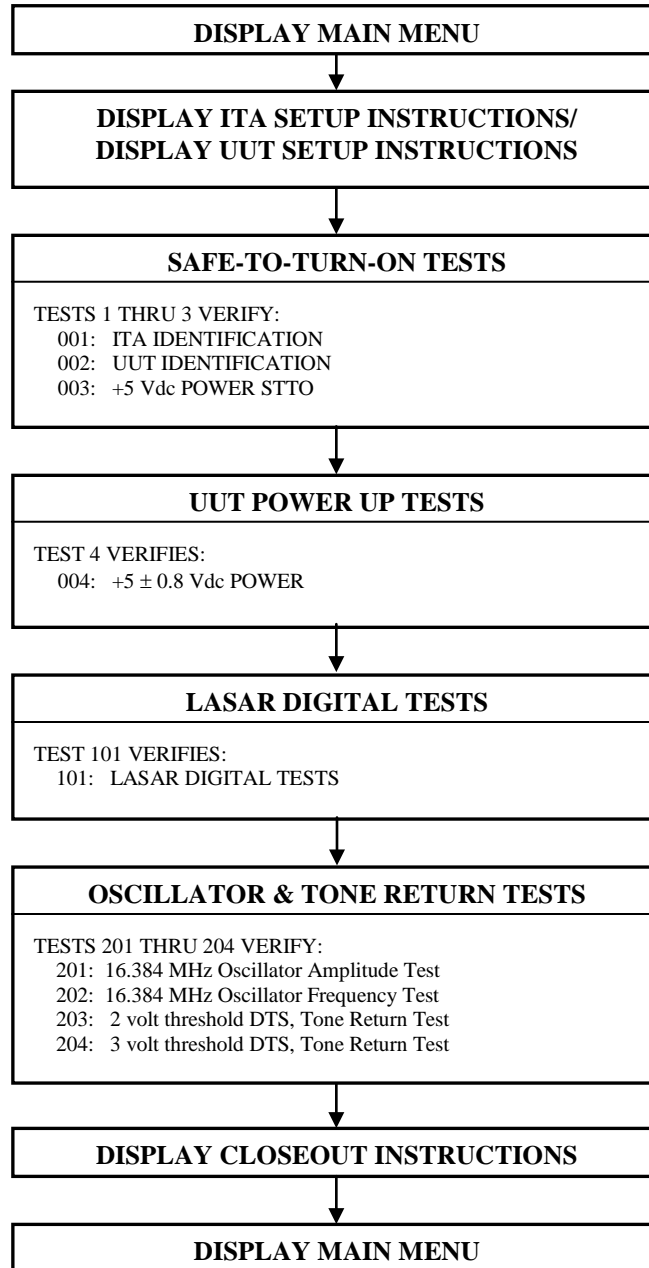 DISPLAY MAIN MENU
DISPLAY ITA SETUP INSTRUCTIONS/
DISPLAY UUT SETUP INSTRUCTIONS
SAFE-TO-TURN-ON TESTS
TESTS 1 THRU 3 VERIFY:
001: ITA IDENTIFICATION
002: UUT IDENTIFICATION
003: +5 Vdc POWER STTO
UUT POWER UP TESTS
TEST 4 VERIFIES:
004: +5 ± 0.8 Vdc POWER
LASAR DIGITAL TESTS
TEST 101 VERIFIES:
101: LASAR DIGITAL TESTS
OSCILLATOR & TONE RETURN TESTS
TESTS 201 THRU 204 VERIFY:
201: 16.384 MHz Oscillator Amplitude Test
202: 16.384 MHz Oscillator Frequency Test
203: 2 volt threshold DTS, Tone Return Test
204: 3 volt threshold DTS, Tone Return Test
DISPLAY CLOSEOUT INSTRUCTIONS
DISPLAY MAIN MENU